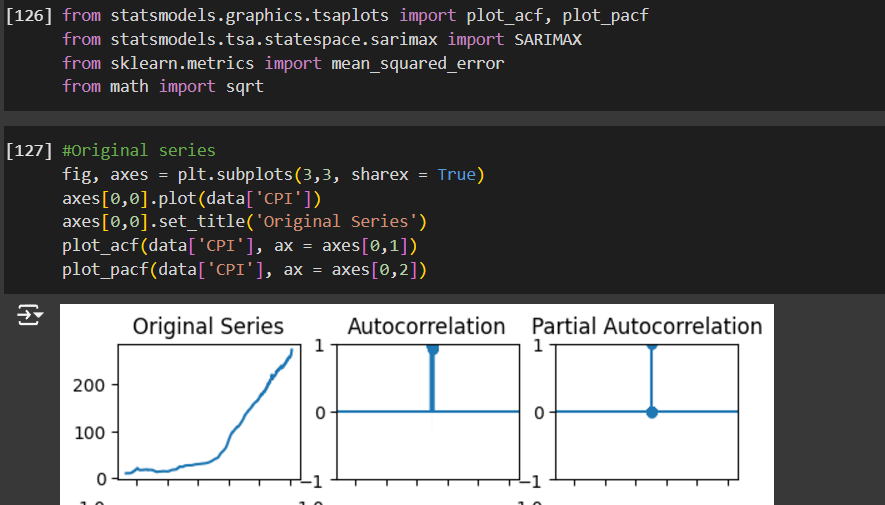 [126] from statsmodels.graphics.tsaplots import plot_acf, plot_pacf
from statsmodels.tsa.statespace.sarimax import SARIMAX
from sklearn.metrics import mean_squared_error
from math import sqrt
[127] #Original series
fig, axes = plt.subplots(3,3, sharex = True)
axes[0,0].plot(data['CPI'])
axes[0,0].set_title('Original Series')
plot_acf(data['CPI'], ax = axes[0,1])
plot_pacf(data['CPI'], ax = axes[0,2])
Original Series Autocorrelation Partial Autocorrelation
1 1
200
100 0 0
0 −1 −1